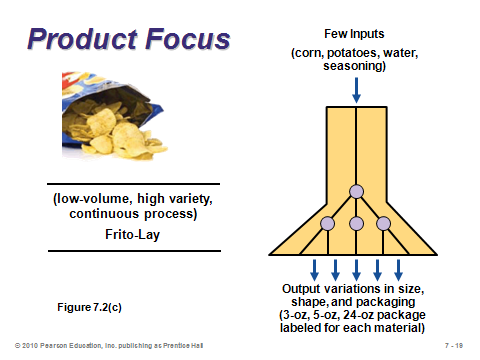 Product Focus
(low-volume, high variety,
continuous process)
Frito-Lay
Figure 7.2(c)
Few Inputs
(corn, potatoes, water,
seasoning)
Output variations in size,
shape, and packaging
(3-oz, 5-oz, 24-oz package
labeled for each material)
© 2010 Pearson Education, Inc. publishing as Prentice Hall
7 - 19